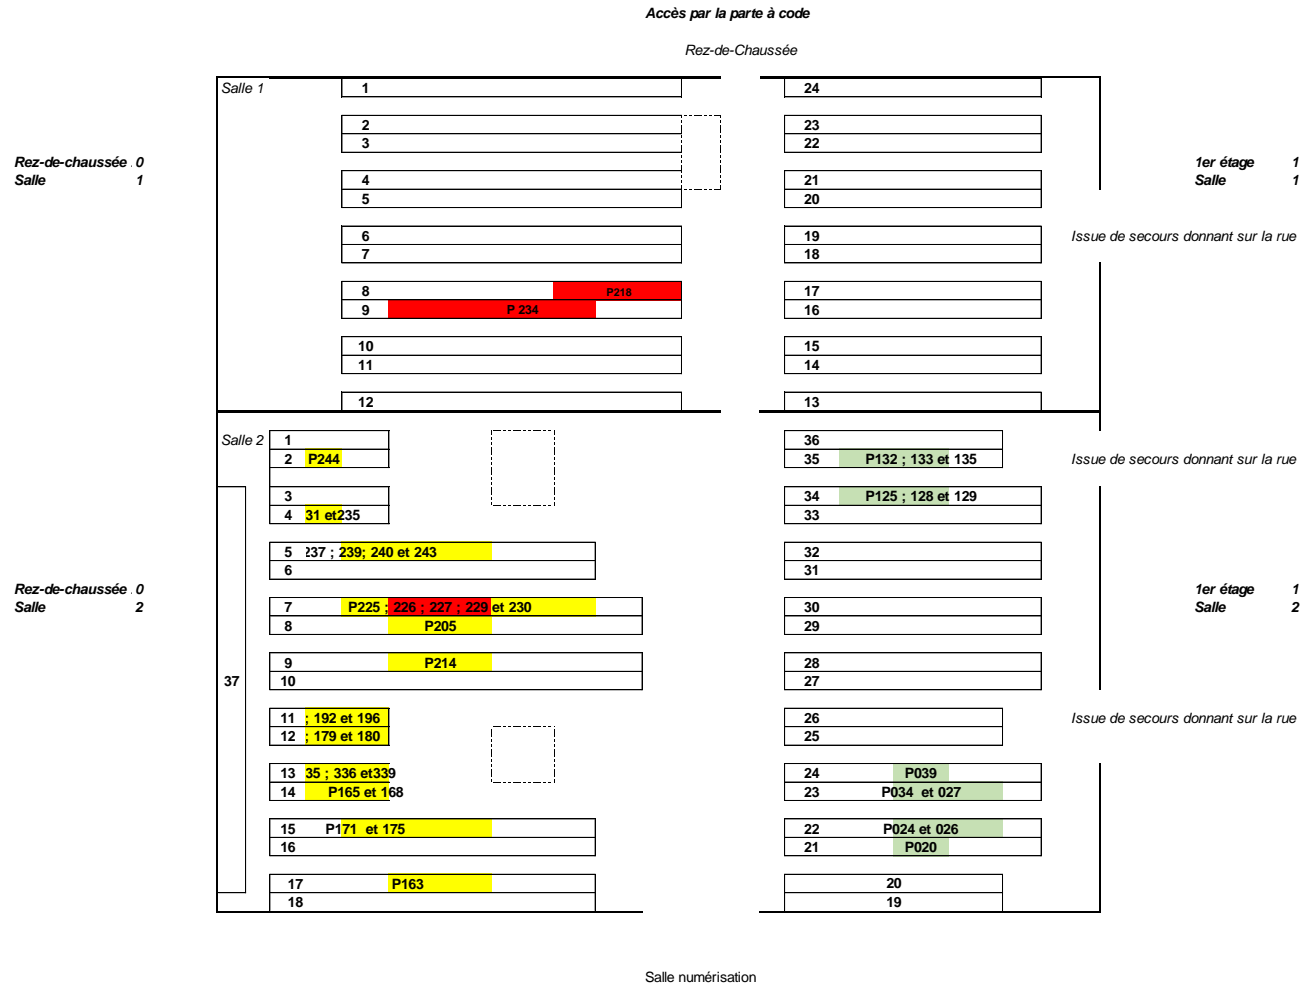 Accès par la parte à code
Rez-de-Chaussée
Salle 1
1
24
2
23
3
22
Rez-de-chaussée 0
1er étage 1
Salle 1
Salle 1
4
21
5
20
6
19
Issue de secours donnant sur la rue
7
18
8 P218
17
9 P 234
16
10
15
11
14
12
13
Salle 2
1
36
2 P244
35 P132 ; 133 et 135
Issue de secours donnant sur la rue
3
34 P125 ; 128 et 129
4 31 et235
33
5 237 ; 239; 240 et 243
32
6
31
Rez-de-chaussée 0
1er étage 1
Salle 2
Salle 2
7 P225 ; 226 ; 227 ; 229 et 230
30
8 P205
29
9 P214
28
10
27
37
11 ; 192 et 196
26
Issue de secours donnant sur la rue
12 ; 179 et 180
25
13 35 ; 336 et339
24 P039
14 P165 et 168
23 P034 et 027
15 P171 et 175
22 P024 et 026
16
21 P020
17 P163
20
18
19
Salle numérisation